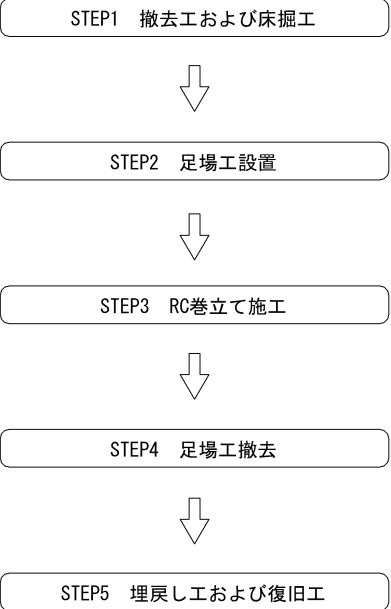 STEP1　撤去工および床掘工
STEP2　足場工設置
STEP3　RC巻立て施工
STEP4　足場工撤去
STEP5　埋戻し工および復旧工